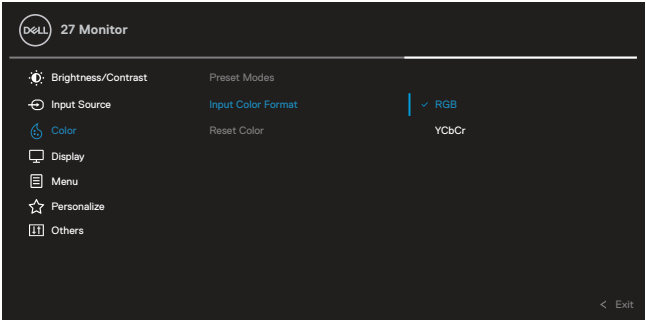 DELL 27 Monitor
Brightness/Contrast Preset Modes
Input Source Input Color Format RGB
Color Reset Color YCbCr
Display
Menu
Personalize
Others
< Exit